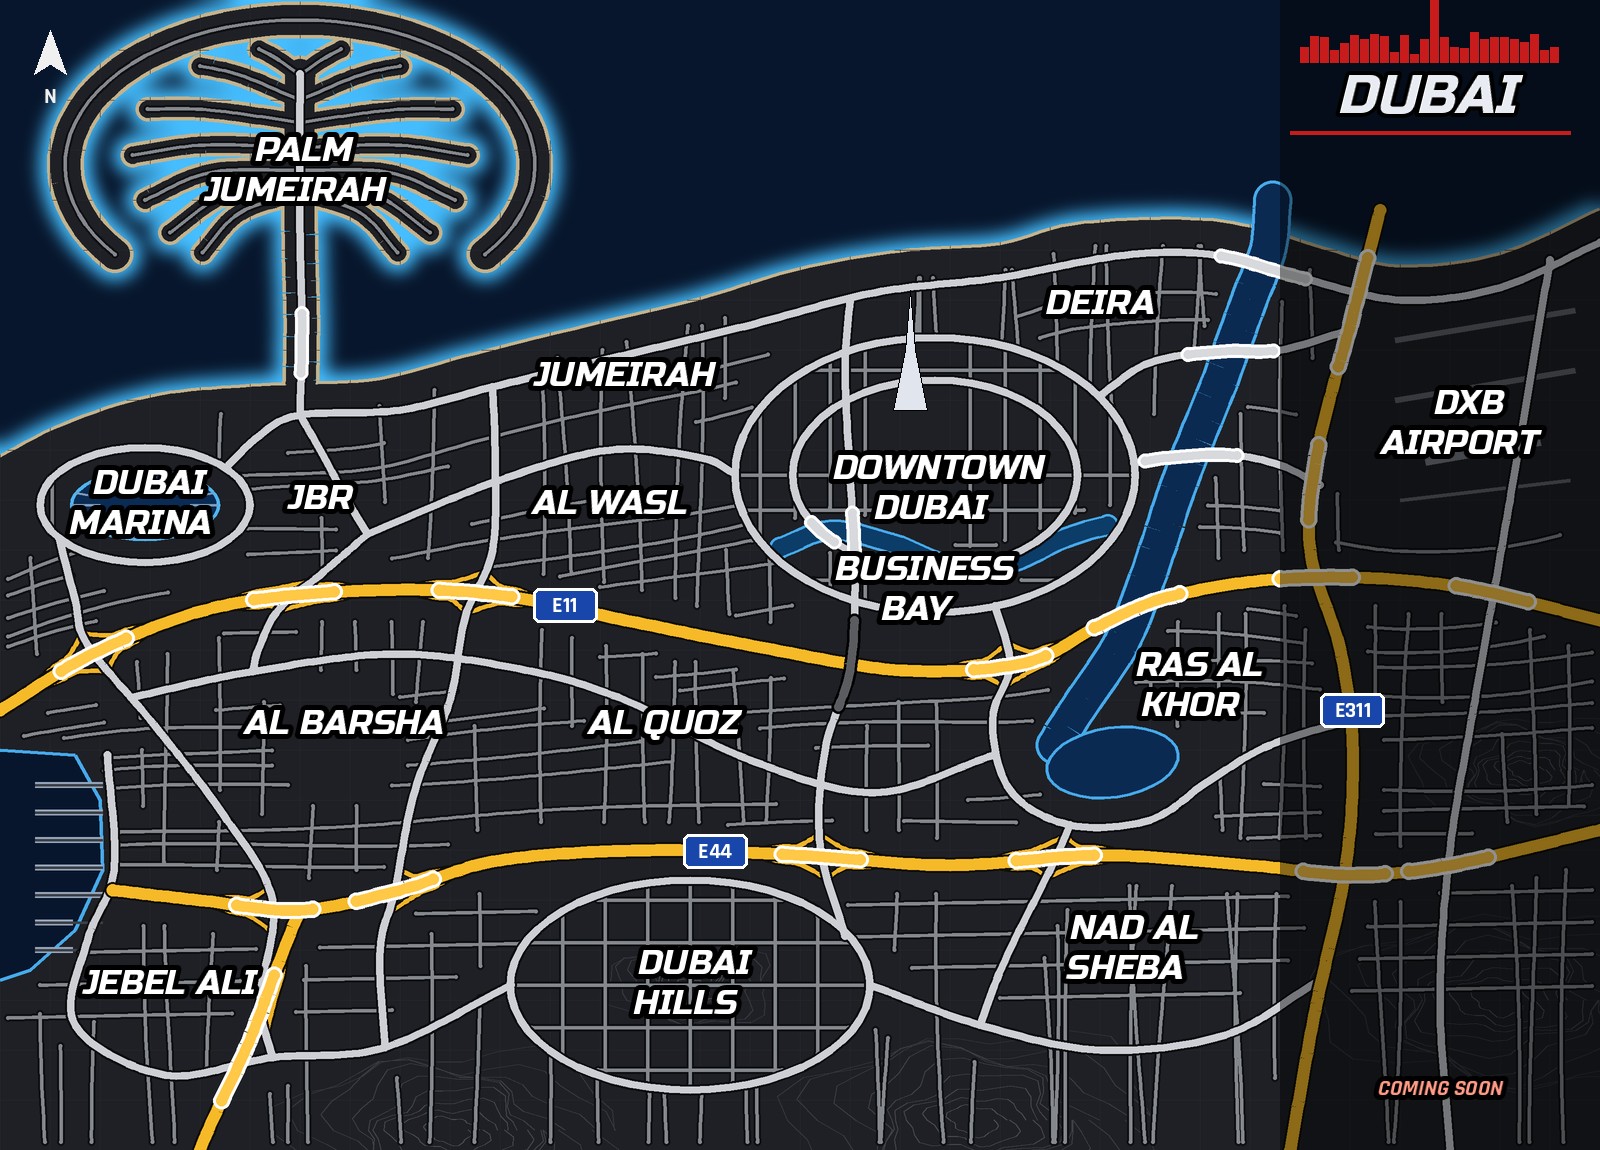 N
DUBAI
PALM
JUMEIRAH
DEIRA
JUMEIRAH
DXB
AIRPORT
DUBAI
MARINA
JBR
AL WASL
DOWNTOWN
DUBAI
BUSINESS
BAY
E11
RAS AL
KHOR
E311
AL BARSHA
AL QUOZ
E44
NAD AL
SHEBA
JEBEL ALI
DUBAI
HILLS
COMING SOON